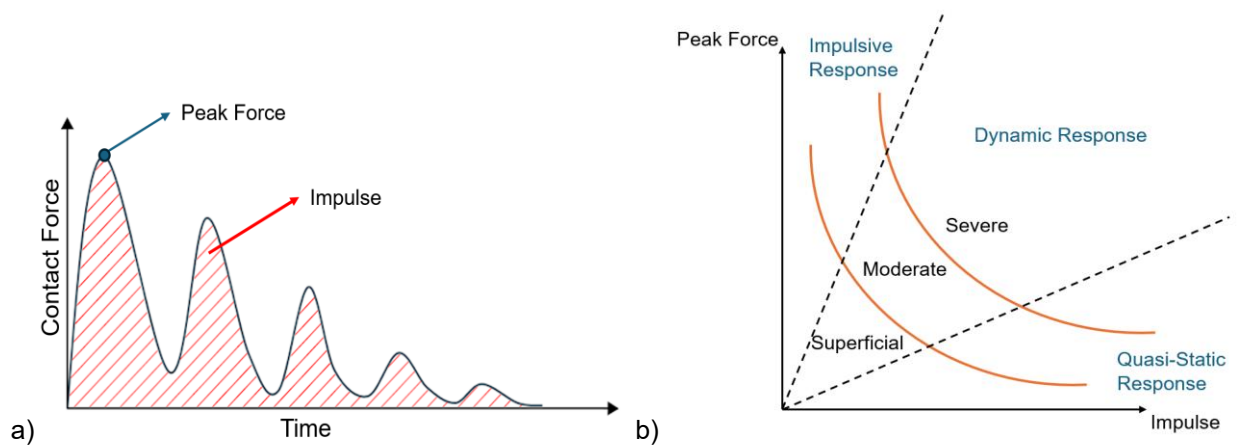 Peak Force
Impulse
Contact Force
Time
a)
Peak Force
Impulsive
Response
Dynamic Response
Severe
Moderate
Superficial
Quasi-Static
Response
Impulse
b)